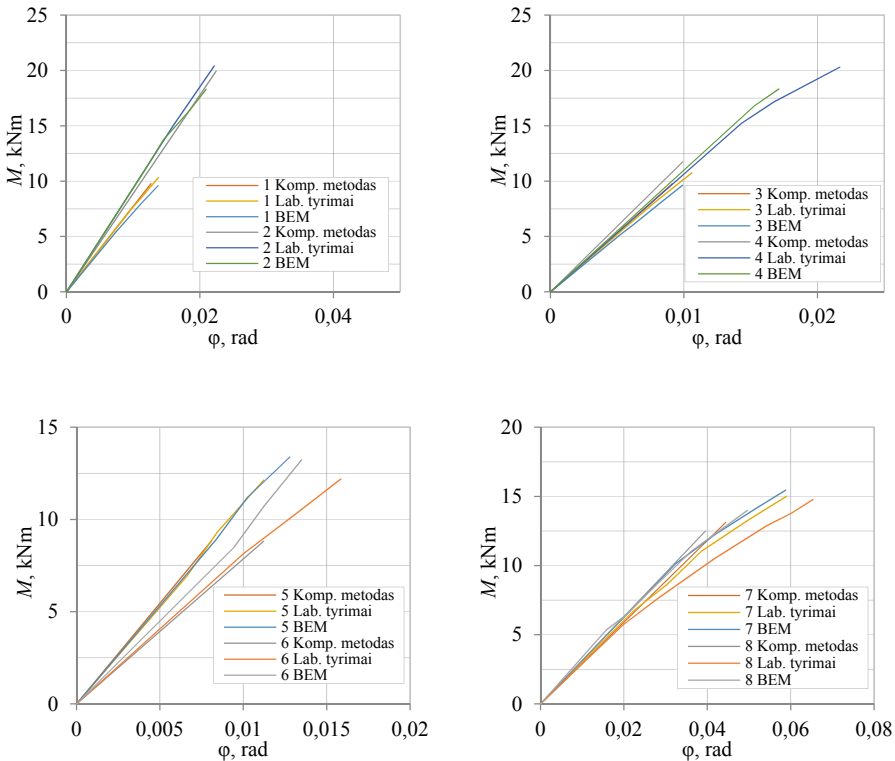 25
20
15
10
5
0
M, kNm
1 Komp. metodas
1 Lab. tyrimai
1 BEM
2 Komp. metodas
2 Lab. tyrimai
2 BEM
0 0,02 0,04
φ, rad
25
20
15
10
5
0
M, kNm
3 Komp. metodas
3 Lab. tyrimai
3 BEM
4 Komp. metodas
4 Lab. tyrimai
4 BEM
0 0,01 0,02
φ, rad
15
10
5
0
M, kNm
5 Komp. metodas
5 Lab. tyrimai
5 BEM
6 Komp. metodas
6 Lab. tyrimai
6 BEM
0 0,005 0,01 0,015 0,02
φ, rad
20
15
10
5
0
M, kNm
7 Komp. metodas
7 Lab. tyrimai
7 BEM
8 Komp. metodas
8 Lab. tyrimai
8 BEM
0 0,02 0,04 0,06 0,08
φ, rad